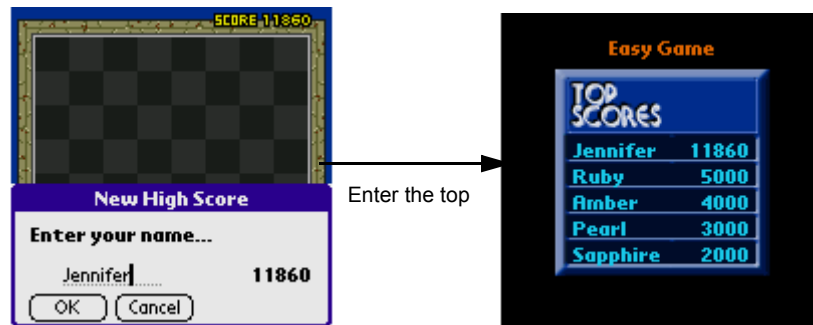 SCORE 11860
New High Score
Enter your name...
Jennifer 11860
OK Cancel
Enter the top
Easy Game
TOP
SCORES
Jennifer 11860
Ruby 5000
Amber 4000
Pearl 3000
Sapphire 2000